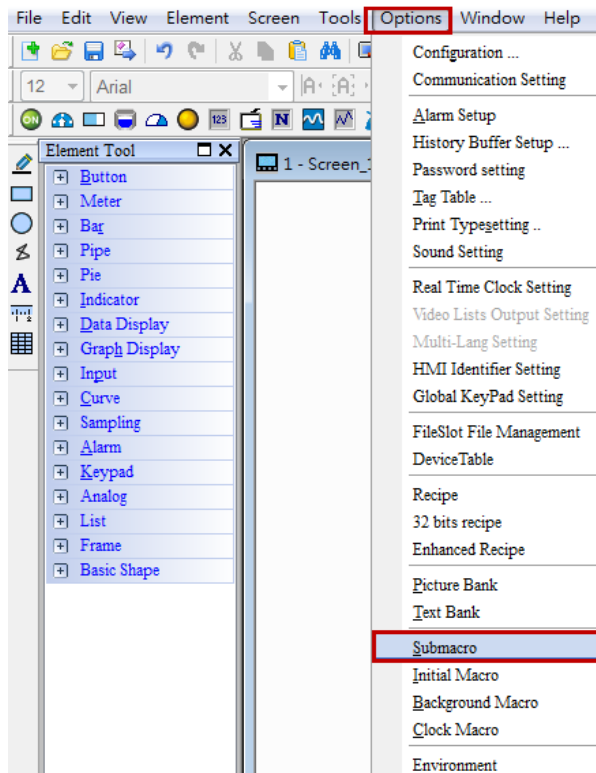 File Edit View Element Screen Tools Options Window Help
12 Arial
ON 123 N
Element Tool
1 - Screen_1
Button
Meter
Bar
Pipe
Pie
Indicator
Data Display
Graph Display
Input
Curve
Sampling
Alarm
Keypad
Analog
List
Frame
Basic Shape
A
Configuration ...
Communication Setting
Alarm Setup
History Buffer Setup ...
Password setting
Tag Table ...
Print Typesetting ..
Sound Setting
Real Time Clock Setting
Video Lists Output Setting
Multi-Lang Setting
HMI Identifier Setting
Global KeyPad Setting
FileSlot File Management
DeviceTable
Recipe
32 bits recipe
Enhanced Recipe
Picture Bank
Text Bank
Submacro
Initial Macro
Background Macro
Clock Macro
Environment